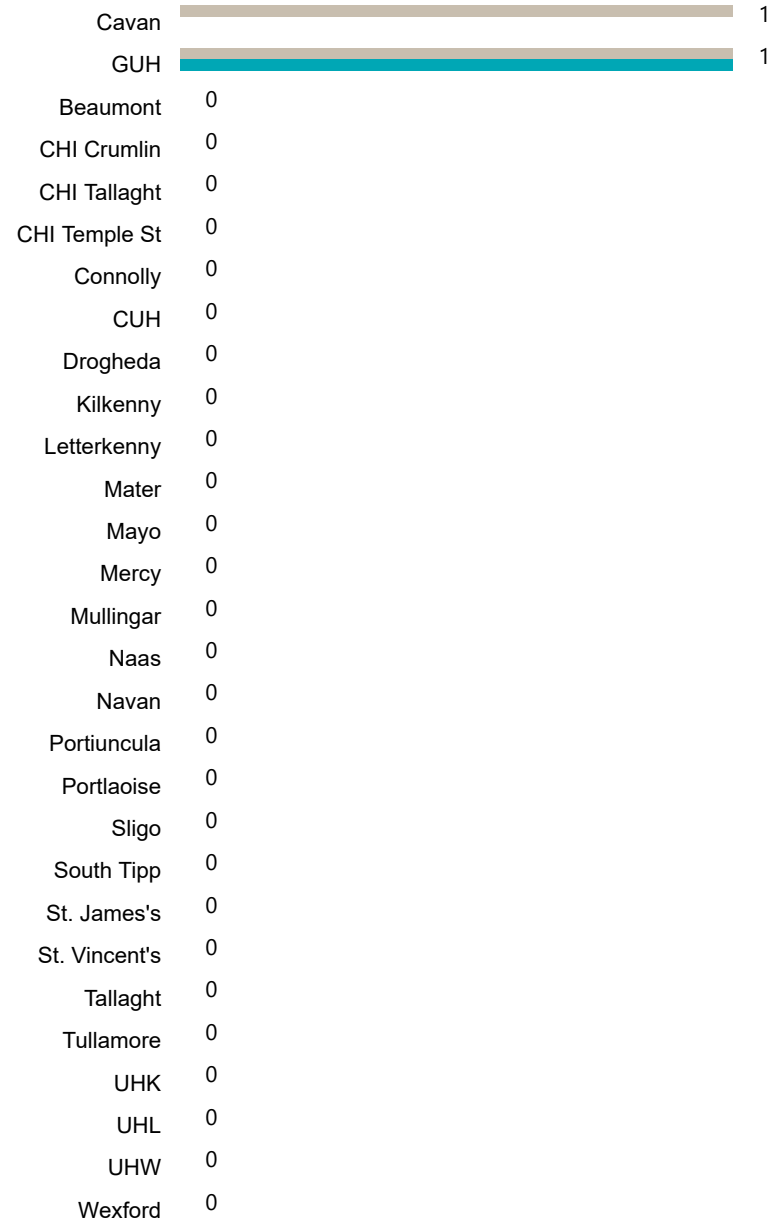 Cavan 1
GUH 1
Beaumont 0
CHI Crumlin 0
CHI Tallaght 0
CHI Temple St 0
Connolly 0
CUH 0
Drogheda 0
Kilkenny 0
Letterkenny 0
Mater 0
Mayo 0
Mercy 0
Mullingar 0
Naas 0
Navan 0
Portiuncula 0
Portlaoise 0
Sligo 0
South Tipp 0
St. James's 0
St. Vincent's 0
Tallaght 0
Tullamore 0
UHK 0
UHL 0
UHW 0
Wexford 0